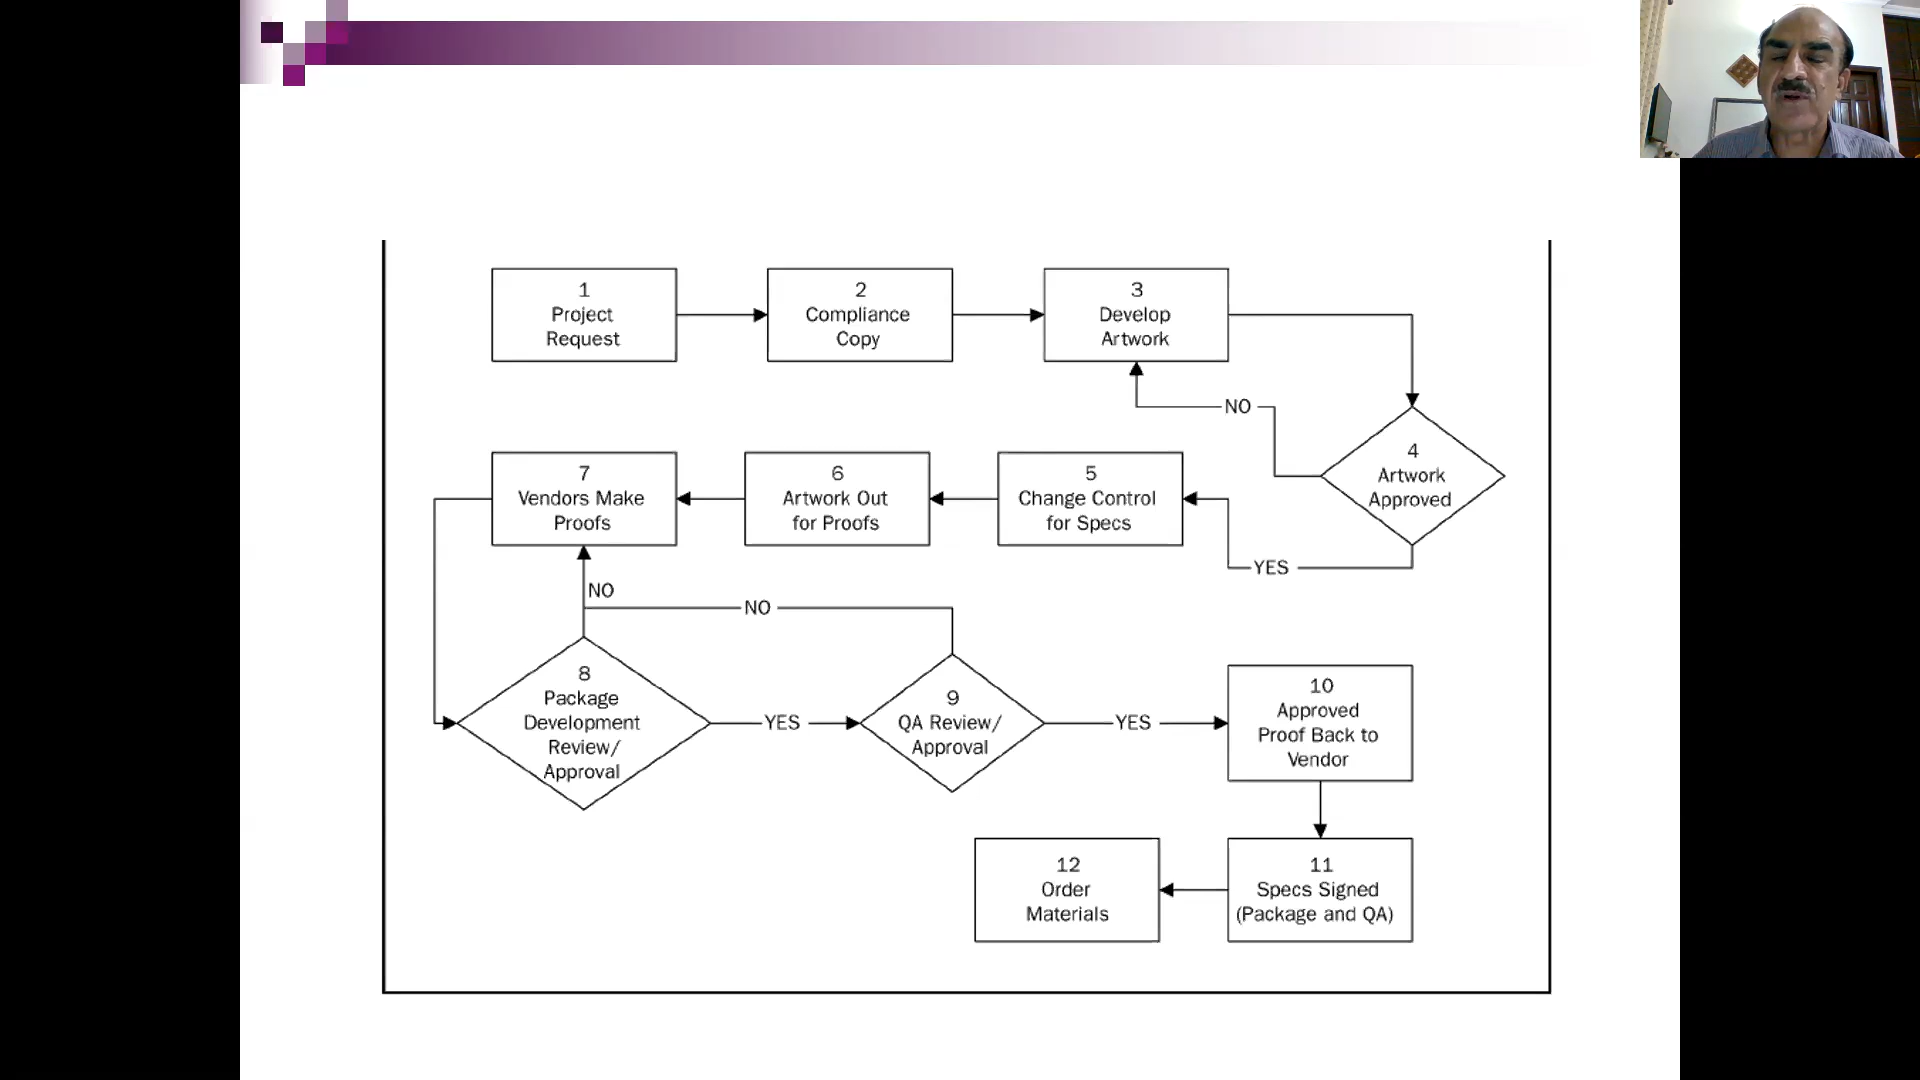 1
Project
Request
2
Compliance
Copy
3
Develop
Artwork
NO
4
Artwork
Approved
7
Vendors Make
Proofs
6
Artwork Out
for Proofs
5
Change Control
for Specs
YES
NO
NO
8
Package
Development
Review/
Approval
YES
9
QA Review/
Approval
YES
10
Approved
Proof Back to
Vendor
12
Order
Materials
11
Specs Signed
(Package and QA)